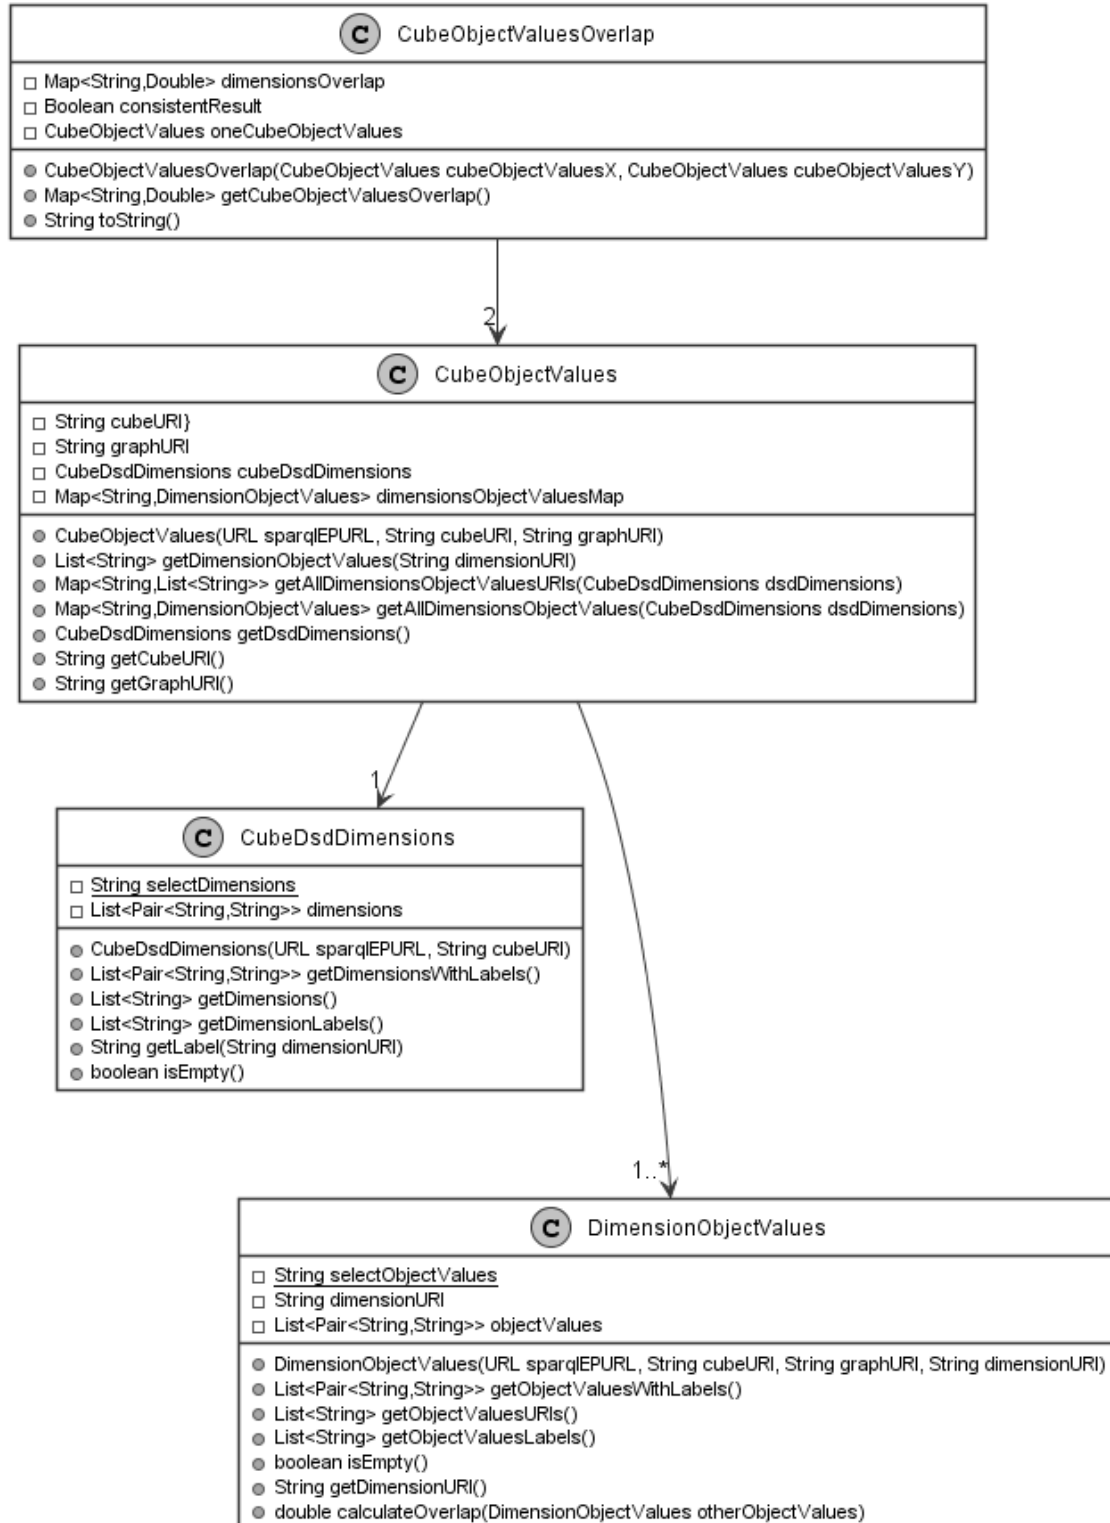 C CubeObjectValuesOverlap
Map<String,Double> dimensionsOverlap
Boolean consistentResult
CubeObjectValues oneCubeObjectValues
CubeObjectValuesOverlap(CubeObjectValues cubeObjectValuesX, CubeObjectValues cubeObjectValuesY)
Map<String,Double> getCubeObjectValuesOverlap()
String toString()
2
C CubeObjectValues
String cubeURI}
String graphURI
CubeDsdDimensions cubeDsdDimensions
Map<String,DimensionObjectValues> dimensionsObjectValuesMap
CubeObjectValues(URL sparqlEPURL, String cubeURI, String graphURI)
List<String> getDimensionObjectValues(String dimensionURI)
Map<String,List<String>> getAllDimensionsObjectValuesURIs(CubeDsdDimensions dsdDimensions)
Map<String,DimensionObjectValues> getAllDimensionsObjectValues(CubeDsdDimensions dsdDimensions)
CubeDsdDimensions getDsdDimensions()
String getCubeURI()
String getGraphURI()
1
C CubeDsdDimensions
String selectDimensions
List<Pair<String,String>> dimensions
CubeDsdDimensions(URL sparqlEPURL, String cubeURI)
List<Pair<String,String>> getDimensionsWithLabels()
List<String> getDimensions()
List<String> getDimensionLabels()
String getLabel(String dimensionURI)
boolean isEmpty()
1..*
C DimensionObjectValues
String selectObjectValues
String dimensionURI
List<Pair<String,String>> objectValues
DimensionObjectValues(URL sparqlEPURL, String cubeURI, String graphURI, String dimensionURI)
List<Pair<String,String>> getObjectValuesWithLabels()
List<String> getObjectValuesURIs()
List<String> getObjectValuesLabels()
boolean isEmpty()
String getDimensionURI()
double calculateOverlap(DimensionObjectValues otherObjectValues)